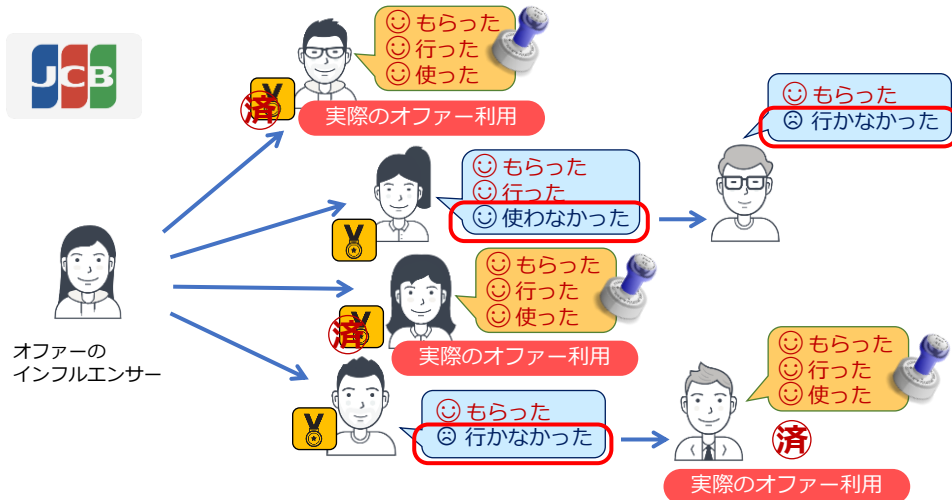 JCB
もらった
行った
使った
済
実際のオファー利用
もらった
行かなかった
もらった
行った
使わなかった
もらった
行った
使った
済
実際のオファー利用
オファーの
インフルエンサー
もらった
行かなかった
もらった
行った
使った
済
実際のオファー利用